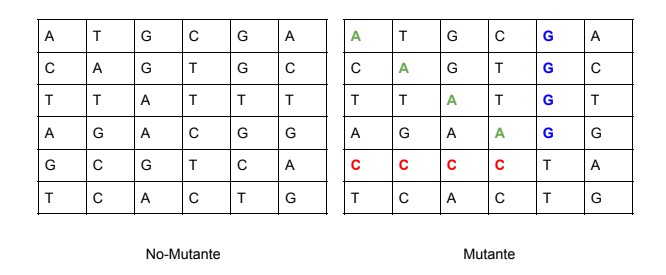 A T G C G A
C A G T G C
T T A T T T
A G A C G G
G C G T C A
T C A C T G
No-Mutante
A T G C G A
C A G T G C
T T A T G T
A G A A G G
C C C C T A
T C A C T G
Mutante